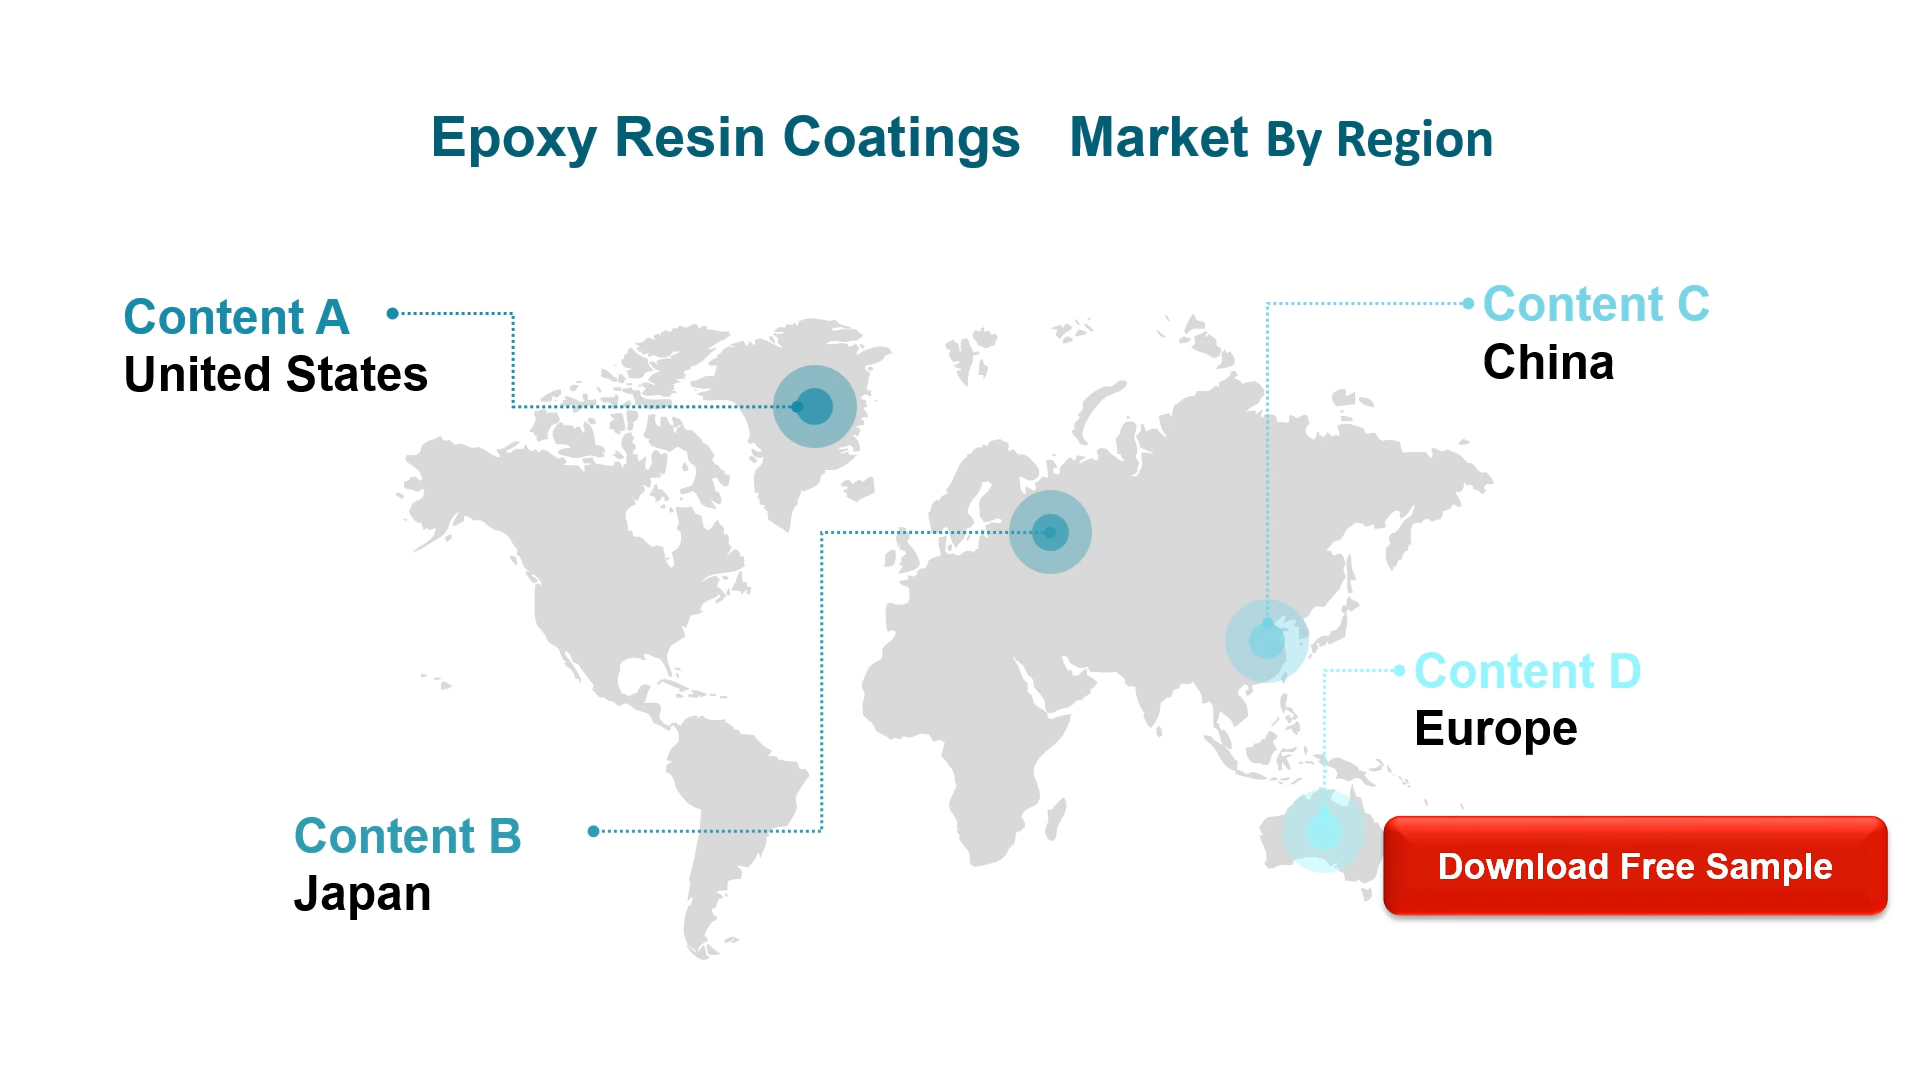 Epoxy Resin Coatings   Market By Region
Content A
United States
Content C
China
Content D
Europe
Content B
Japan
Download Free Sample